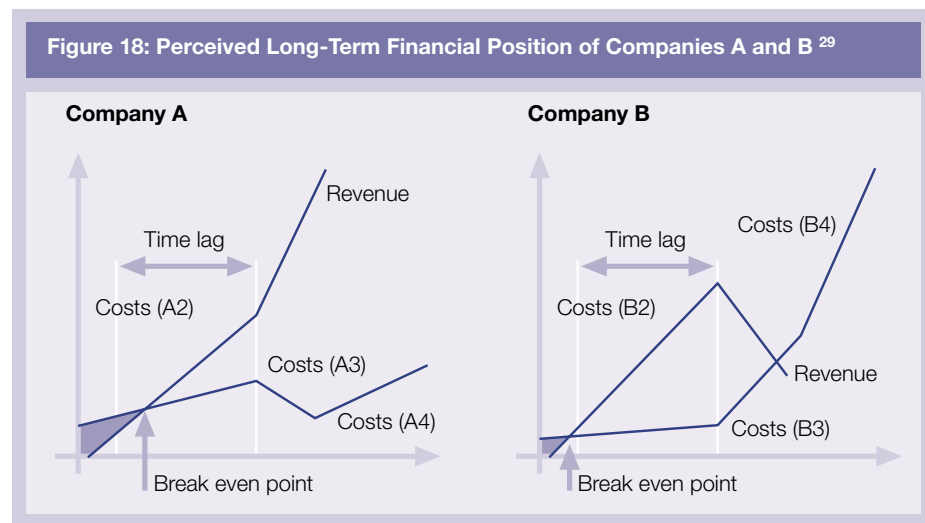 Figure 18: Perceived Long-Term Financial Position of Companies A and B 29
Company A
Revenue
Time lag
Costs (A2)
Costs (A3)
Costs (A4)
Break even point
Company B
Costs (B4)
Time lag
Costs (B2)
Revenue
Costs (B3)
Break even point